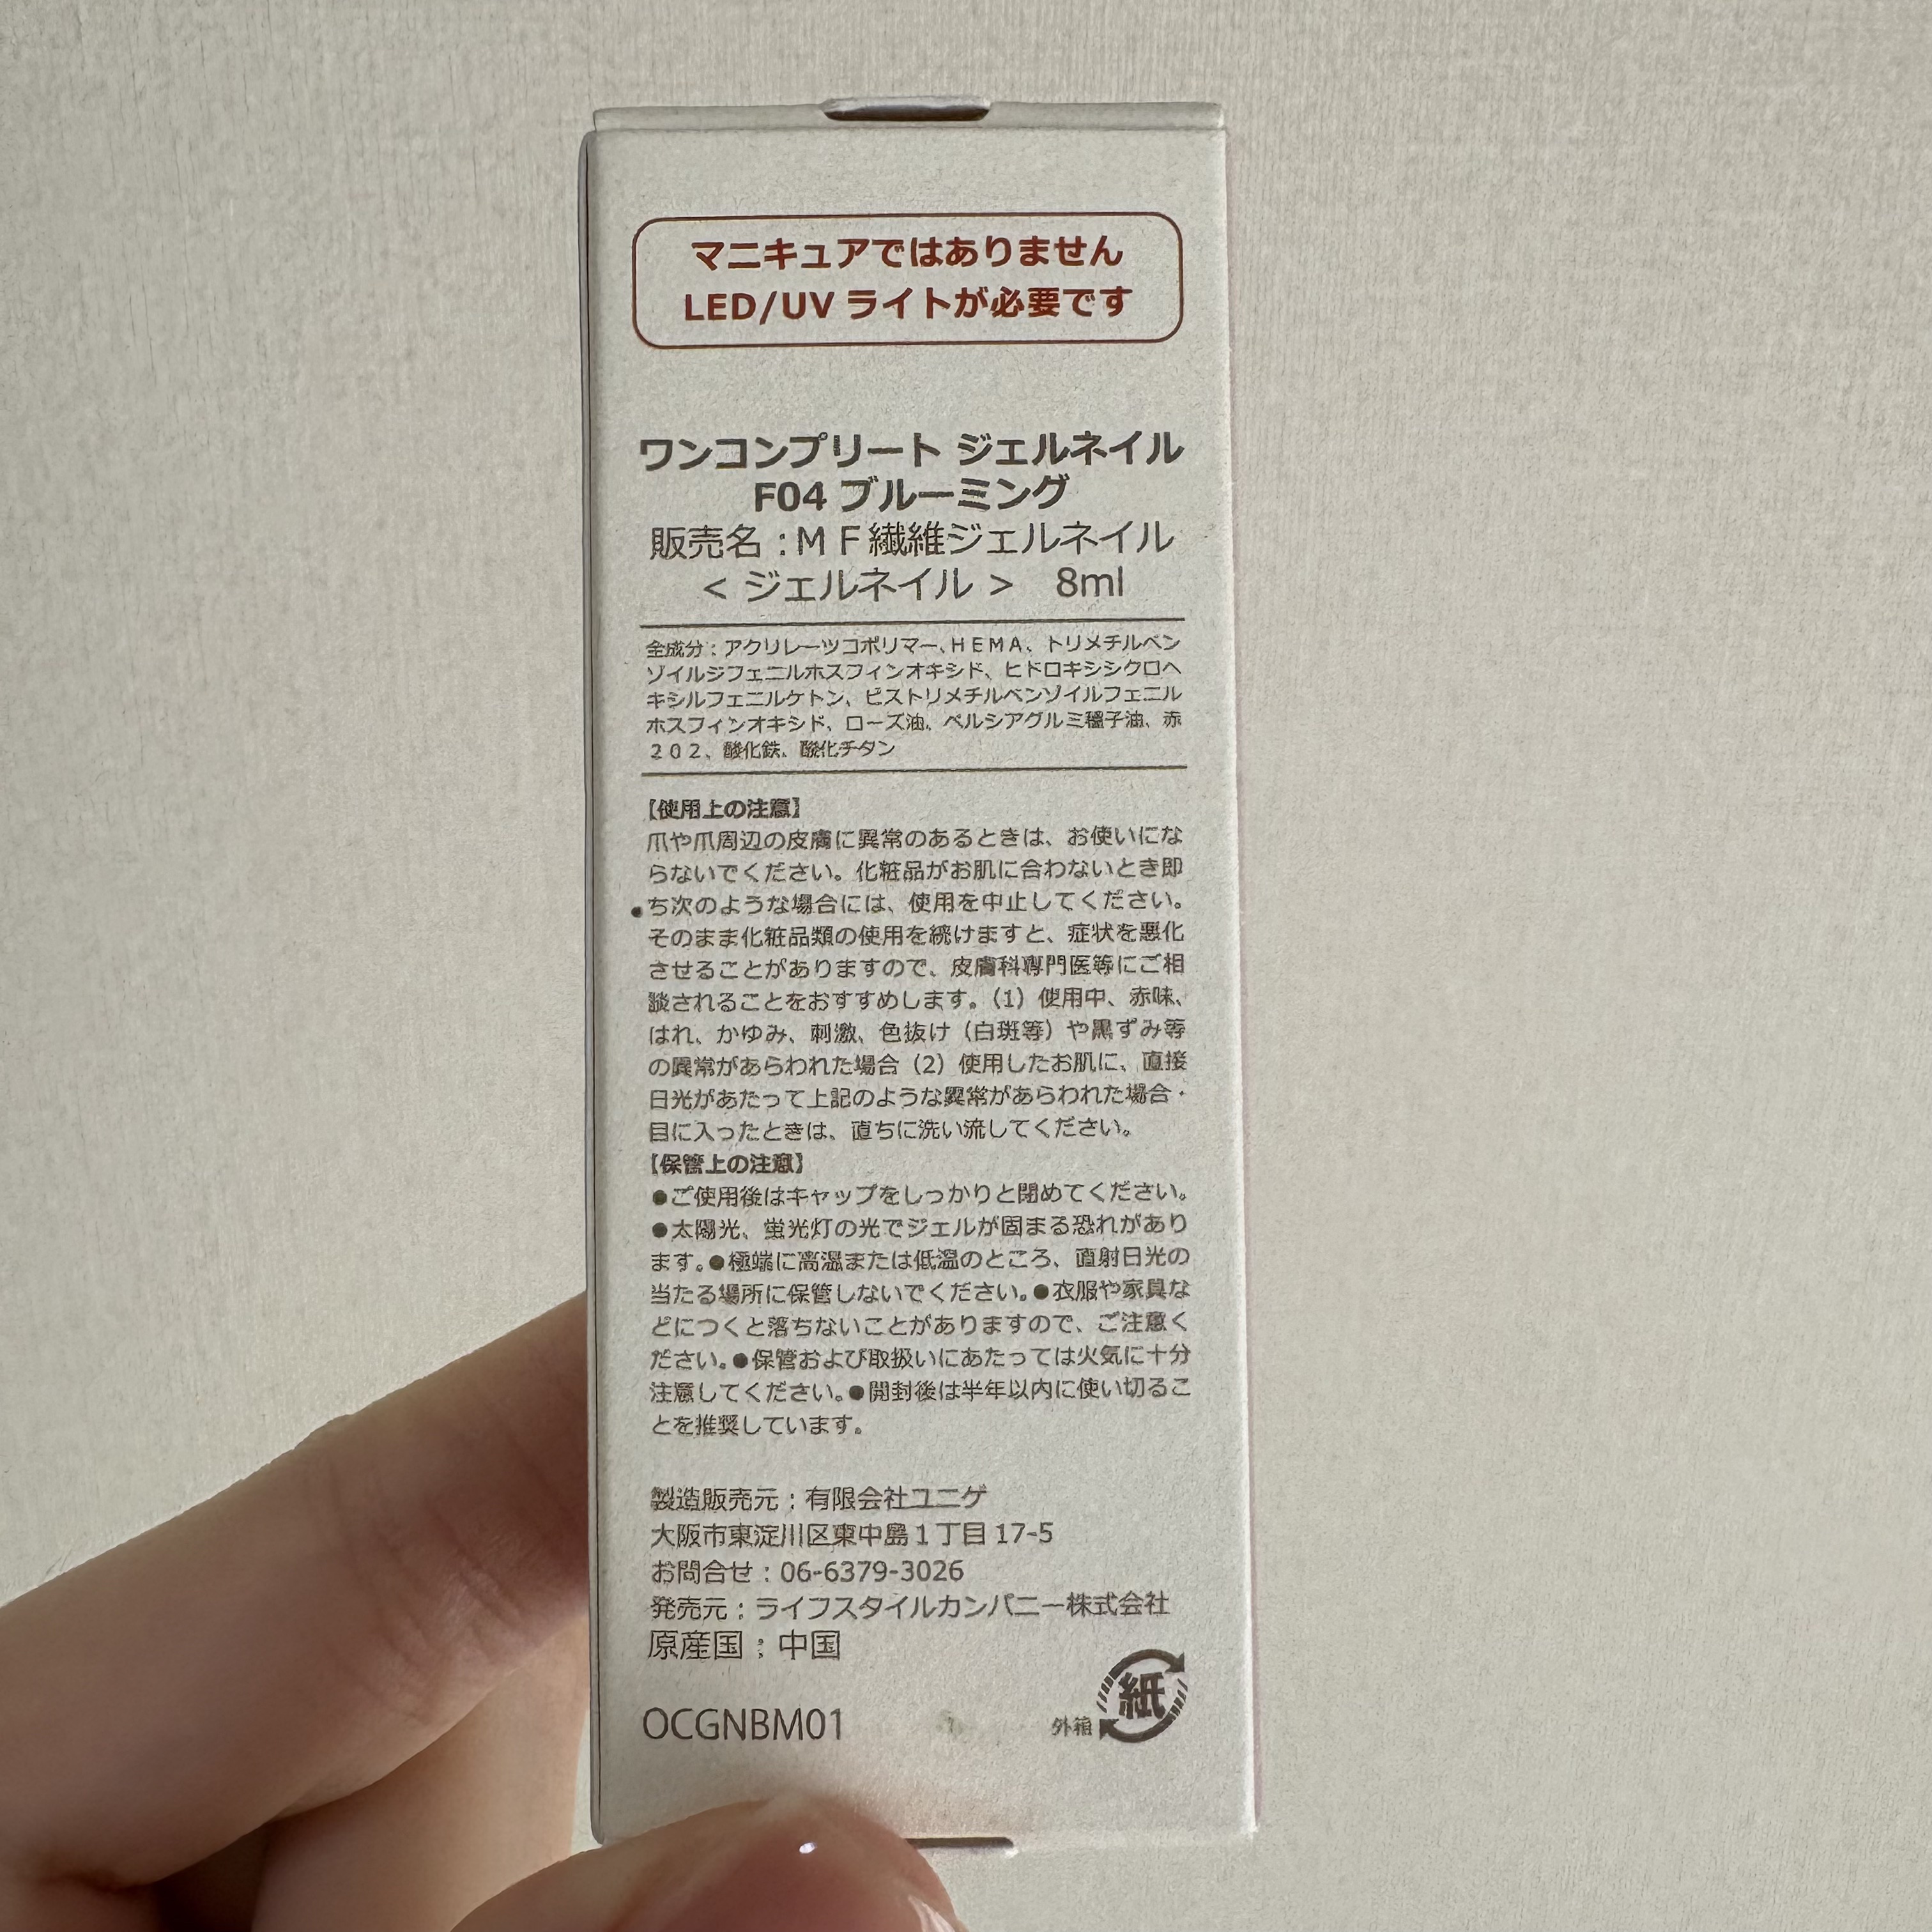 マニキュアではありません
LED/UV ライトが必要です
ワンコンプリート ジェルネイル
F04 ブルーミング
販売名:ＭＦ繊維ジェルネイル
< ジェルネイル > 8ml
全成分：アクリレーツコポリマー、ＨＥＭＡ、トリメチルベン
ゾイルジフェニルホスフィンオキシド、ヒドロキシシクロヘ
キシルフェニルケトン、ビストリメチルベンゾイルフェニル
ホスフィンオキシド、ローズ油、ペルシアグルミ種子油、赤
２０２、酸化鉄、酸化チタン
【使用上の注意】
爪や爪周辺の皮膚に異常のあるときは、お使いにな
らないでください。化粧品がお肌に合わないとき即
ち次のような場合には、使用を中止してください。
そのまま化粧品類の使用を続けますと、症状を悪化
させることがありますので、皮膚科専門医等にご相
談されることをおすすめします。（1）使用中、赤味、
はれ、かゆみ、刺激、色抜け（白斑等）や黒ずみ等
の異常があらわれた場合（2）使用したお肌に、直接
日光があたって上記のような異常があらわれた場合・
目に入ったときは、直ちに洗い流してください。
【保管上の注意】
●ご使用後はキャップをしっかりと閉めてください。
●太陽光、蛍光灯の光でジェルが固まる恐れがあり
ます。●極端に高温または低温のところ、直射日光の
当たる場所に保管しないでください。●衣服や家具な
どにつくと落ちないことがありますので、ご注意く
ださい。●保管および取扱いにあたっては火気に十分
注意してください。●開封後は半年以内に使い切るこ
とを推奨しています。
製造販売元：有限会社ユニゲ
大阪市東淀川区東中島１丁目 17-5
お問合せ：06-6379-3026
発売元：ライフスタイルカンパニー株式会社
原産国：中国
OCGNBM01
外箱 紙